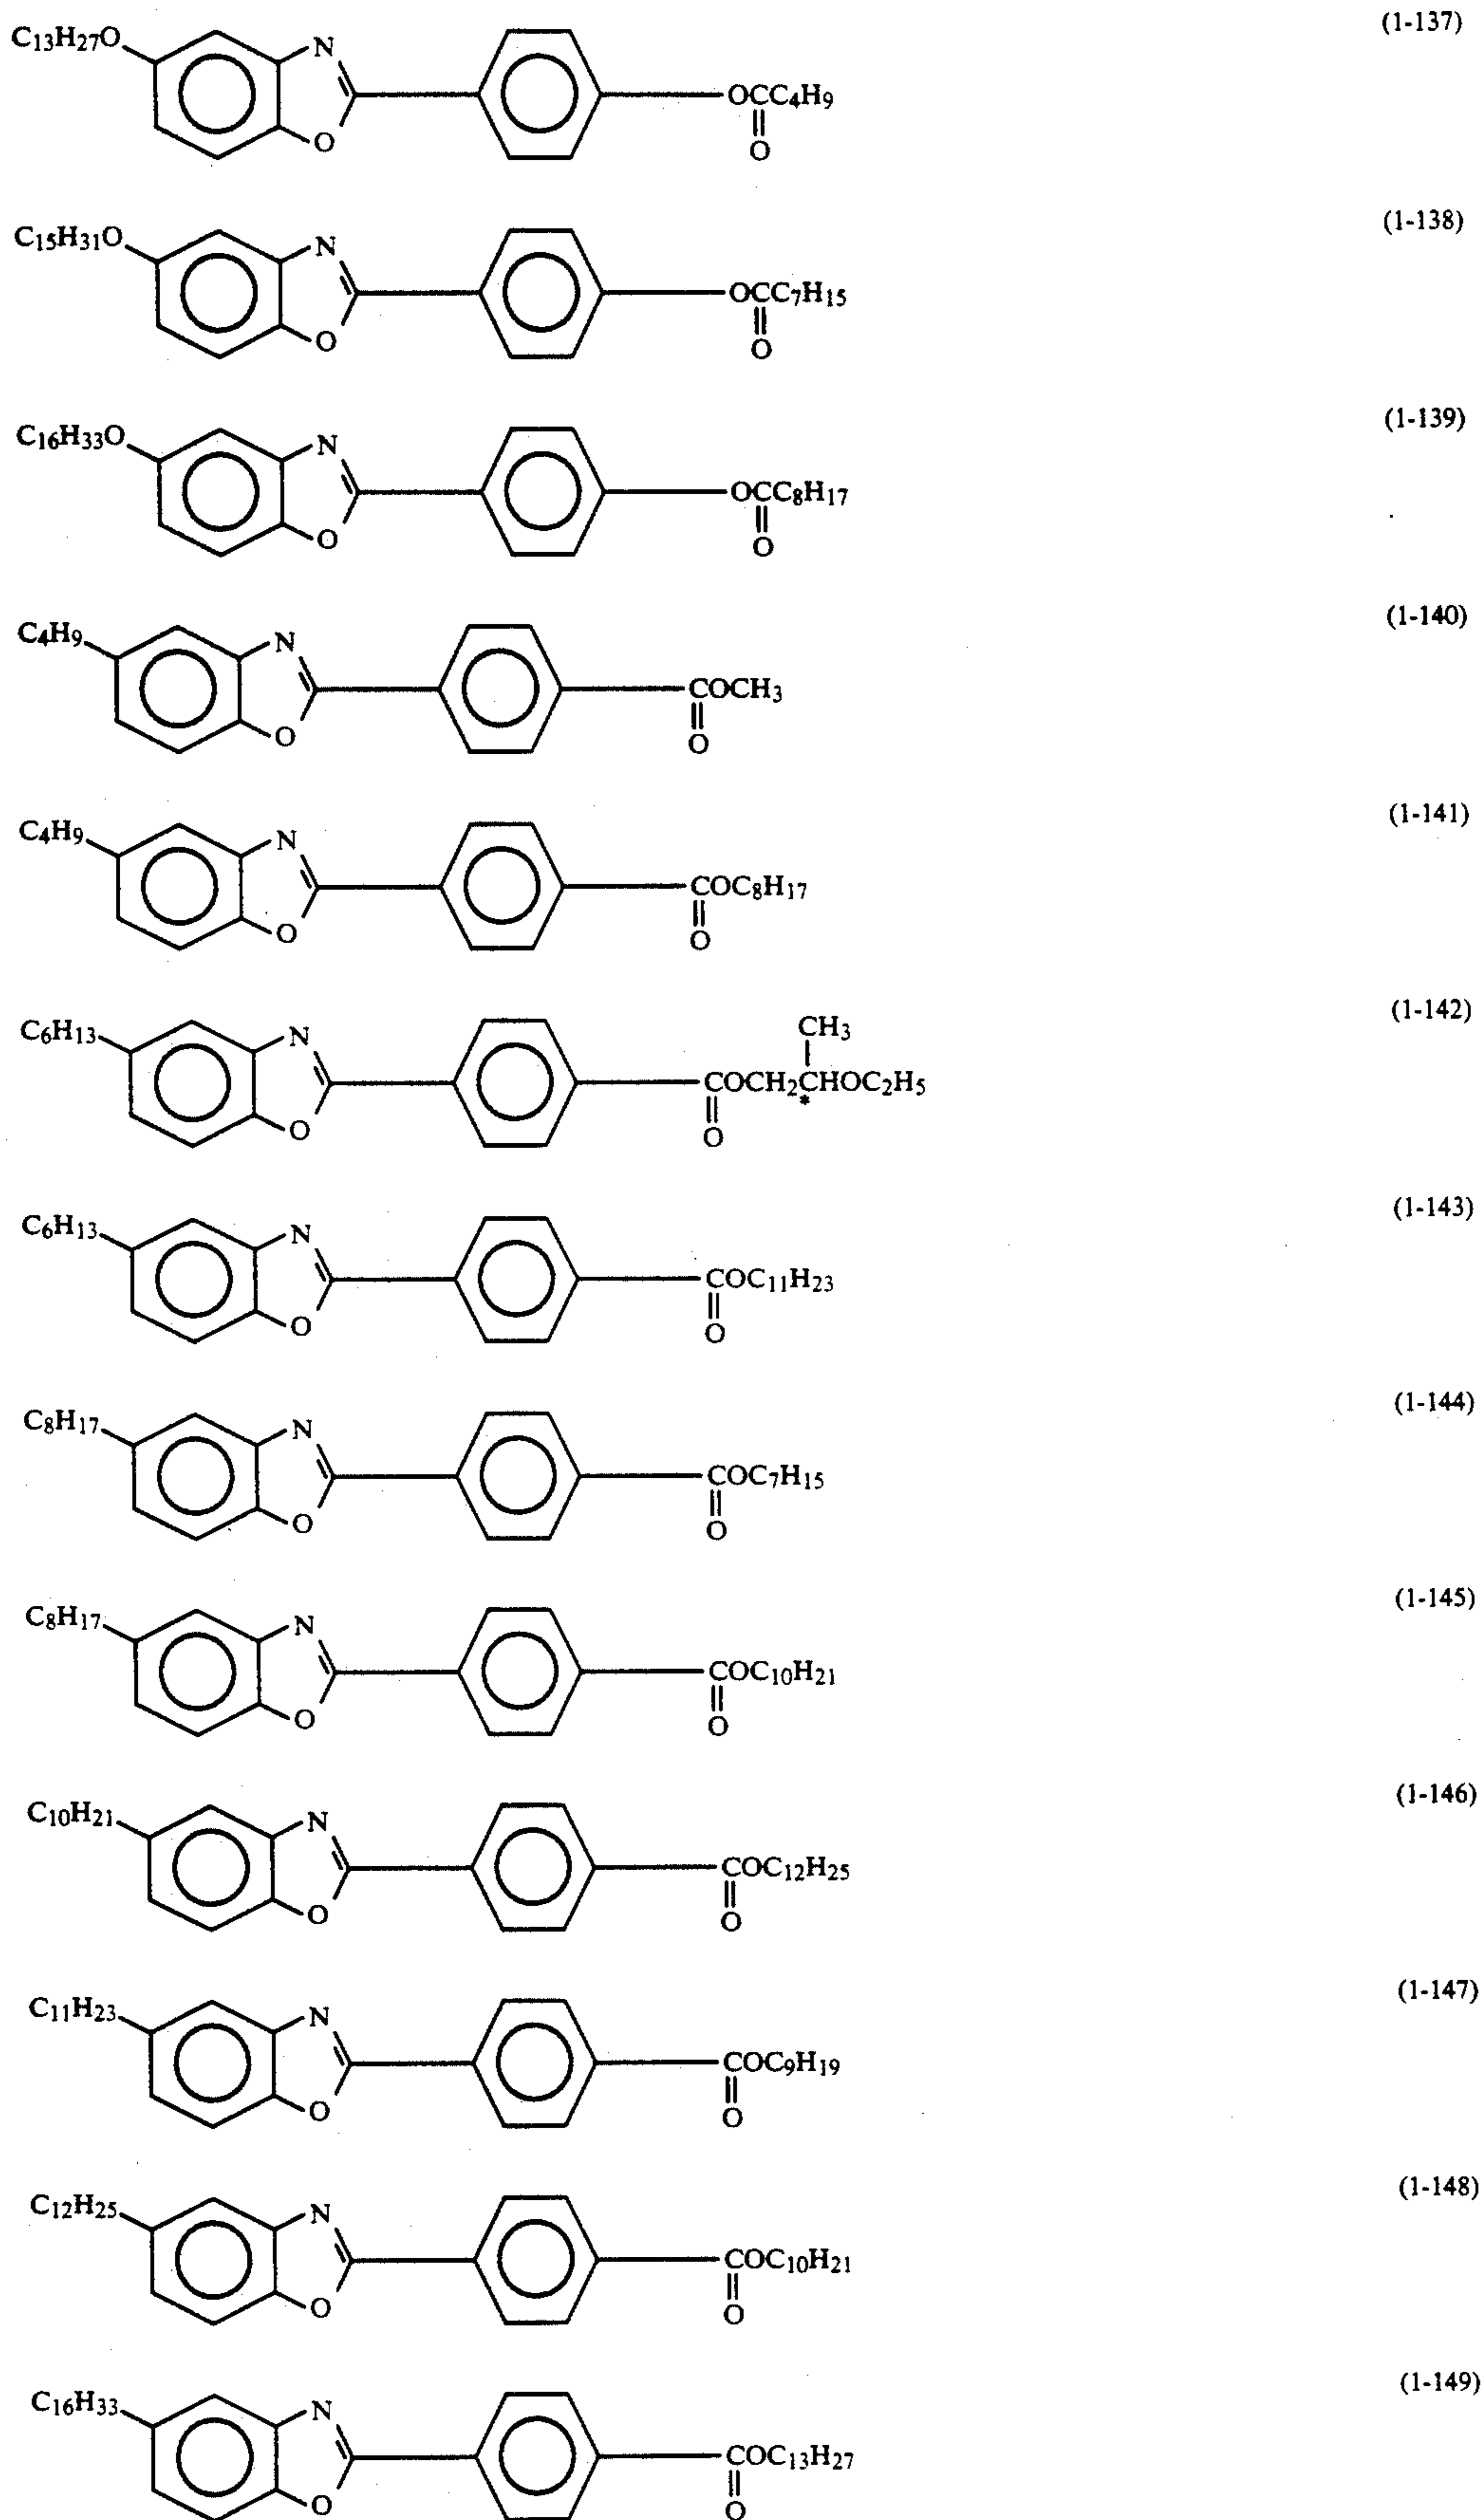 C13H27O N O OCC4H9 O (1-137)
C15H31O N O OCC7H15 O (1-138)
C16H33O N O OCC8H17 O (1-139)
C4H9 N O COCH3 O (1-140)
C4H9 N O COC8H17 O (1-141)
C6H13 N O CH3 COCH2CHOC2H5 * O (1-142)
C6H13 N O COC11H23 O (1-143)
C8H17 N O COC7H15 O (1-144)
C8H17 N O COC10H21 O (1-145)
C10H21 N O COC12H25 O (1-146)
C11H23 N O COC9H19 O (1-147)
C12H25 N O COC10H21 O (1-148)
C16H33 N O COC13H27 O (1-149)